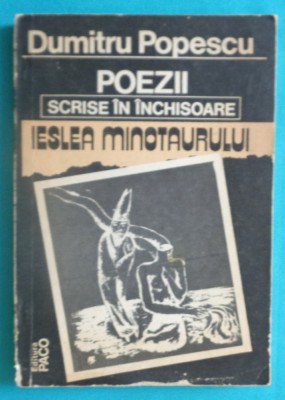 Dumitru Popescu
POEZII
SCRISE ÎN ÎNCHISOARE
IESLEA MINOTAURULUI
Editura
PACO